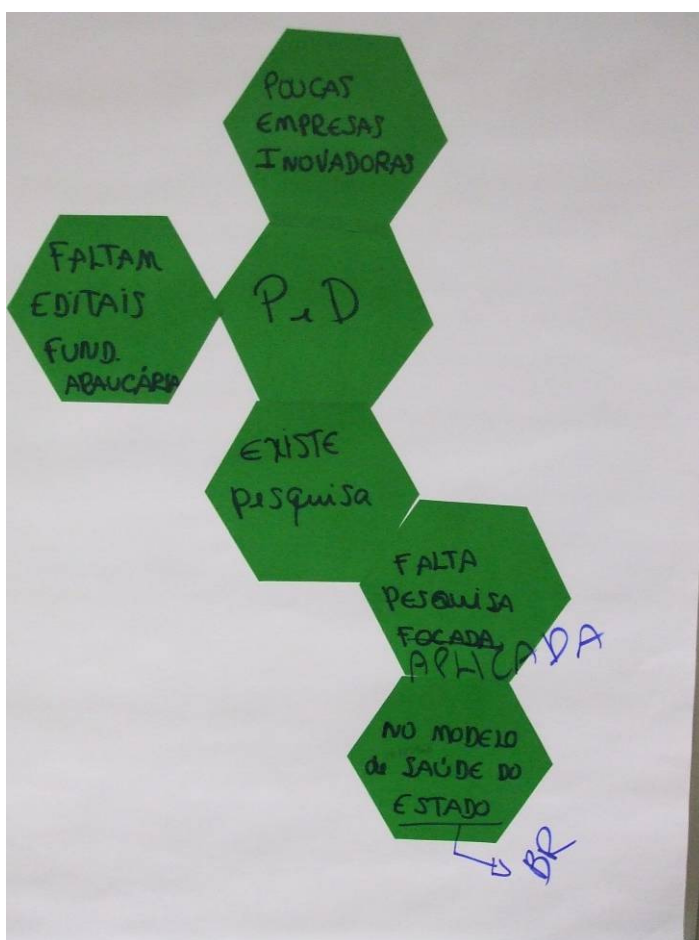 POUCAS
EMPRESAS
INOVADORAS
FALTAM
EDITAIS
FUND.
ARAUCÁRIA
P e D
EXISTE
pesquisa
FALTA
PESQUISA
FOCADA
APLICADA
NO MODELO
de SAÚDE DO
ESTADO
BR